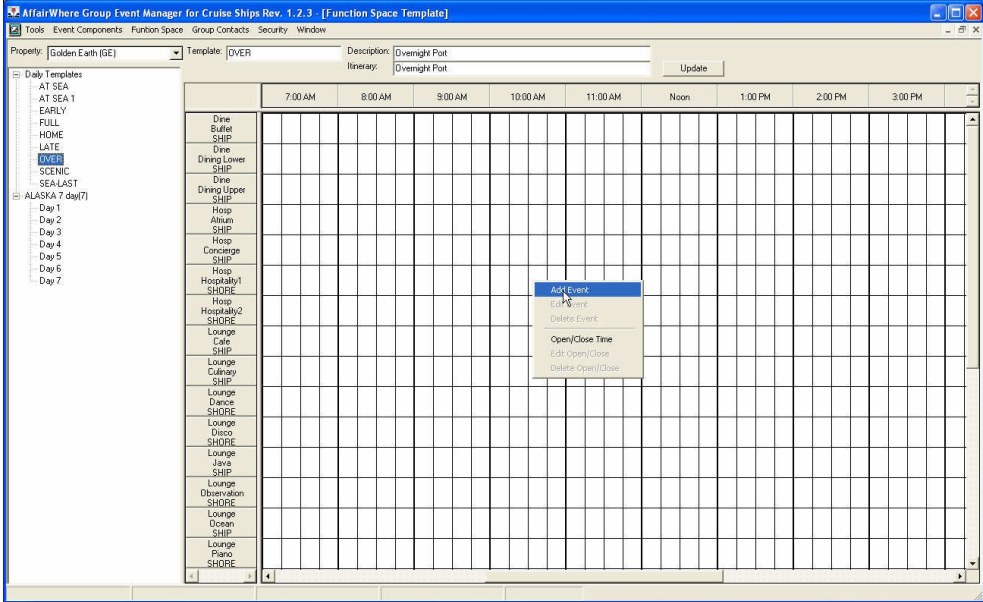 AffairWhere Group Event Manager for Cruise Ships Rev. 1.2.3 - [Function Space Template]
Tools Event Components Funtion Space Group Contacts Security Window
Property: Golden Earth (GE) Template: OVER Description: Overnight Port
Itinerary: Overnight Port
Update
Daily Templates
AT SEA
AT SEA 1
EARLY
FULL
HOME
LATE
OVER
SCENIC
SEA-LAST
ALASKA 7 day(7)
Day 1
Day 2
Day 3
Day 4
Day 5
Day 6
Day 7
7:00 AM 8:00 AM 9:00 AM 10:00 AM 11:00 AM Noon 1:00 PM 2:00 PM 3:00 PM
Dine
Buffet
SHIP
Dine
Dining Lower
SHIP
Dine
Dining Upper
SHIP
Hosp
Atrium
SHIP
Hosp
Concierge
SHIP
Hosp
Hospitality1
SHORE
Hosp
Hospitality2
SHORE
Lounge
Cafe
SHIP
Lounge
Culinary
SHIP
Lounge
Dance
SHORE
Lounge
Disco
SHORE
Lounge
Java
SHIP
Lounge
Observation
SHORE
Lounge
Ocean
SHIP
Lounge
Piano
SHORE
Add Event
Edit Event
Delete Event
Open/Close Time
Edit Open/Close
Delete Open/Close